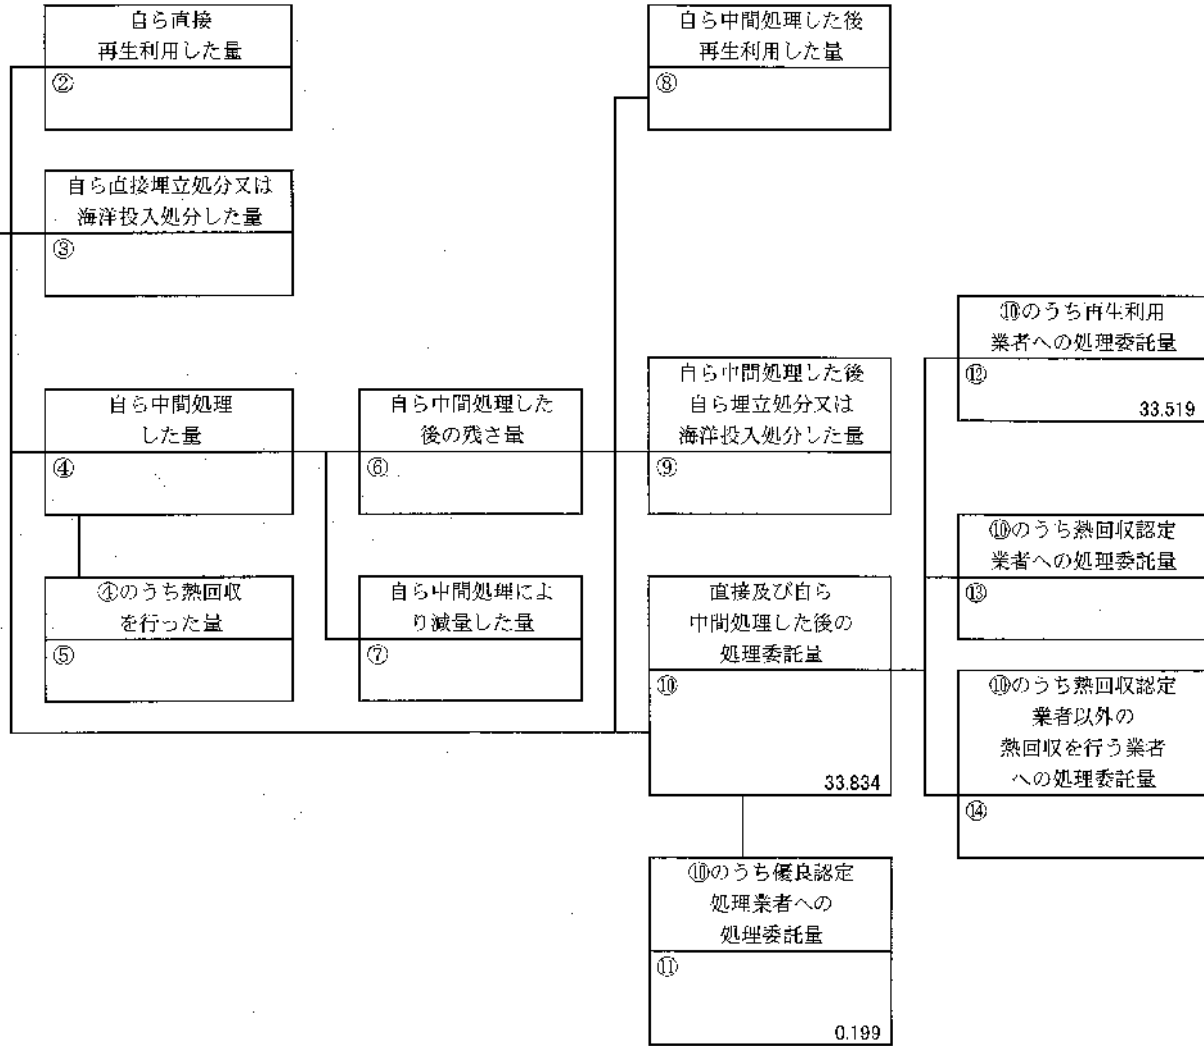 自ら直接
再生利用した量
②
自ら中間処理した後
再生利用した量
⑧
自ら直接埋立処分又は
海洋投入処分した量
③
⑩のうち再生利用
業者への処理委託量
⑫
33.519
自ら中間処理
した量
④
自ら中間処理した
後の残さ量
⑥
自ら中間処理した後
自ら埋立処分又は
海洋投入処分した量
⑨
⑩のうち熱回収認定
業者への処理委託量
⑬
④のうち熱回収
を行った量
⑤
自ら中間処理によ
り減量した量
⑦
直接及び自ら
中間処理した後の
処理委託量
⑩
33.834
⑩のうち熱回収認定
業者以外の
熱回収を行う業者
への処理委託量
⑭
⑩のうち優良認定
処理業者への
処理委託量
⑪
0.199